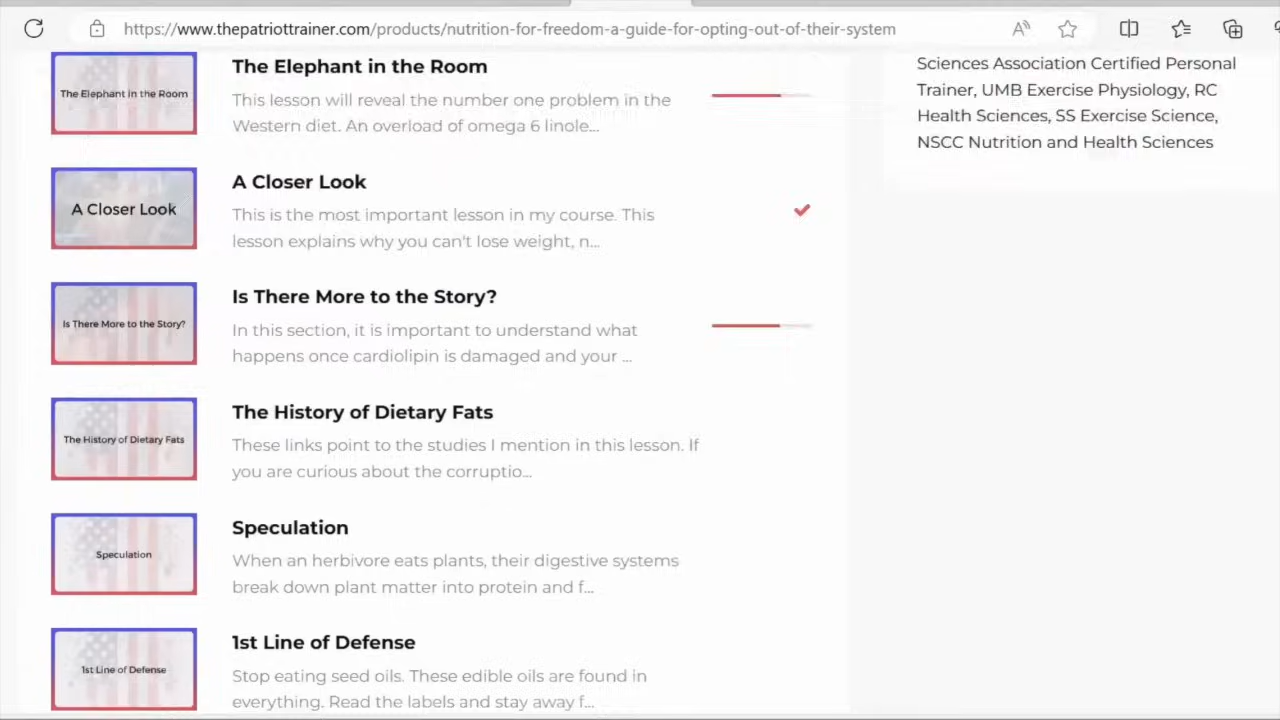 https://www.thepatriottrainer.com/products/nutrition-for-freedom-a-guide-for-opting-out-of-their-system
The Elephant in the Room
The Elephant in the Room
This lesson will reveal the number one problem in the
Western diet. An overload of omega 6 linole...
A Closer Look
A Closer Look
This is the most important lesson in my course. This
lesson explains why you can't lose weight, n...
Is There More to the Story?
Is There More to the Story?
In this section, it is important to understand what
happens once cardiolipin is damaged and your ...
The History of Dietary Fats
The History of Dietary Fats
These links point to the studies I mention in this lesson. If
you are curious about the corruptio...
Speculation
Speculation
When an herbivore eats plants, their digestive systems
break down plant matter into protein and f...
1st Line of Defense
1st Line of Defense
Stop eating seed oils. These edible oils are found in
everything. Read the labels and stay away f...
Sciences Association Certified Personal
Trainer, UMB Exercise Physiology, RC
Health Sciences, SS Exercise Science,
NSCC Nutrition and Health Sciences